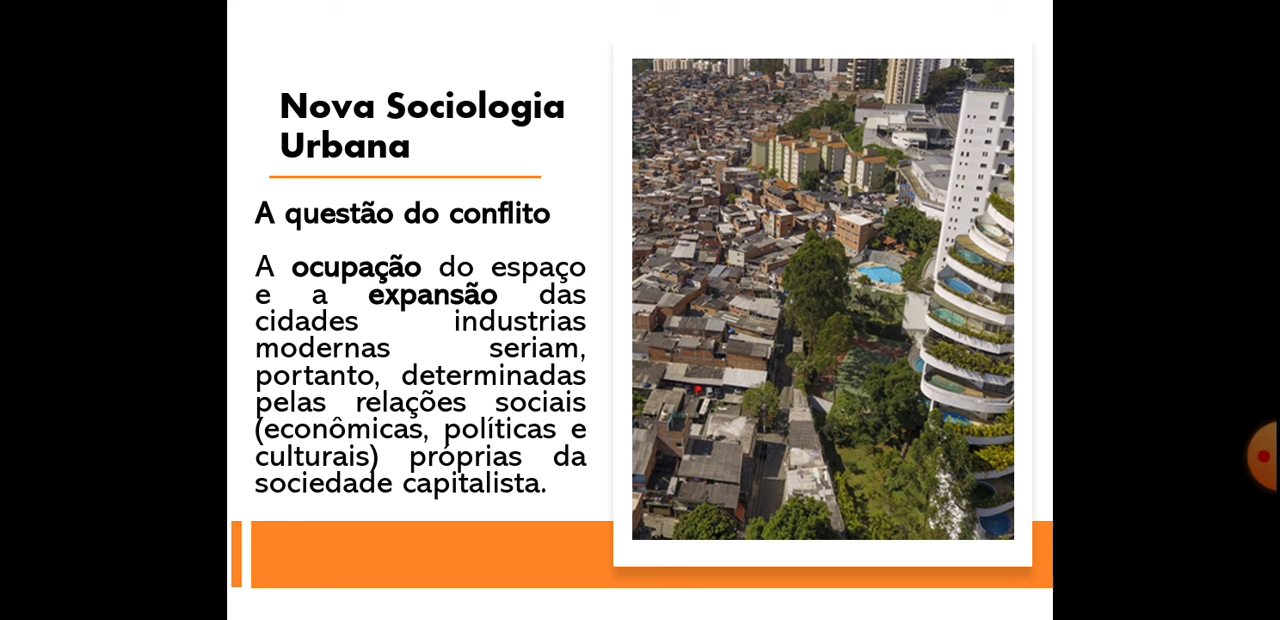 Nova Sociologia
Urbana
A questão do conflito
A ocupação do espaço
e a expansão das
cidades industrias
modernas seriam,
portanto, determinadas
pelas relações sociais
(econômicas, políticas e
culturais) próprias da
sociedade capitalista.